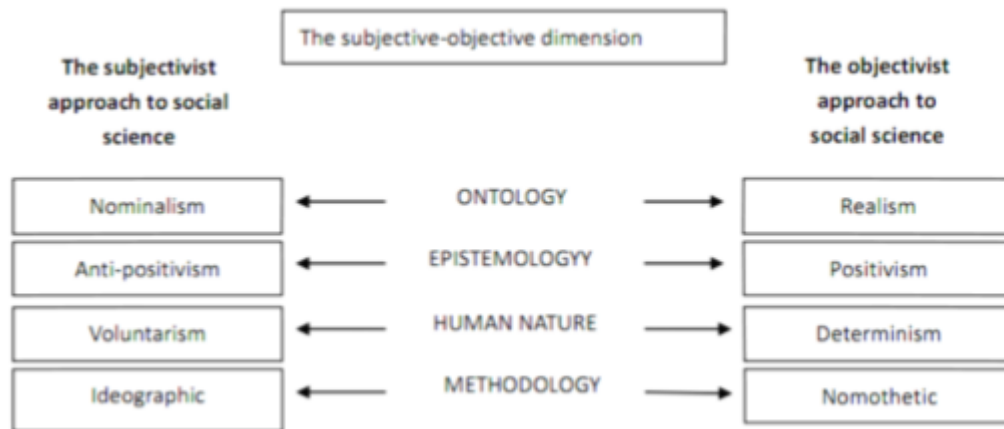 The subjective-objective dimension
The subjectivist
approach to social
science
The objectivist
approach to
social science
Nominalism
ONTOLOGY
Realism
Anti-positivism
EPISTEMOLOGYY
Positivism
Voluntarism
HUMAN NATURE
Determinism
Ideographic
METHODOLOGY
Nomothetic